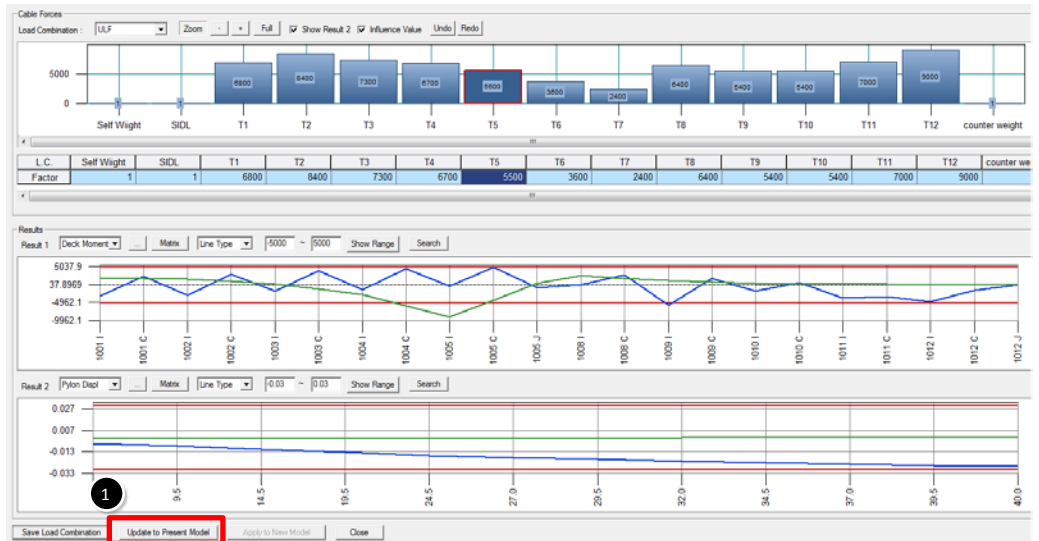 Cable Forces
Load Combination : ULF Zoom - + Full Show Result 2 Influence Value Undo Redo
5000
0
1 1 6800 8400 7300 6700 5500 3600 2400 6400 5400 5400 7000 9000 1
Self Wiight SIDL T1 T2 T3 T4 T5 T6 T7 T8 T9 T10 T11 T12 counter weight
L.C. Self Wiight SIDL T1 T2 T3 T4 T5 T6 T7 T8 T9 T10 T11 T12 counter we
Factor 1 1 6800 8400 7300 6700 5500 3600 2400 6400 5400 5400 7000 9000
Results
Result 1 Deck Moment ... Matrix Line Type -5000 ~ 5000 Show Range Search
5037.9
37.8969
-4962.1
-9962.1
1001 I 1001 C 1002 I 1002 C 1003 I 1003 C 1004 I 1004 C 1005 I 1005 C 1005 J 1008 I 1008 C 1009 I 1009 C 1010 I 1010 C 1011 I 1011 C 1012 I 1012 C 1012 J
Result 2 Pylon Displ ... Matrix Line Type -0.03 ~ 0.03 Show Range Search
0.027
0.007
-0.013
-0.033
1
9.5 14.5 19.5 24.5 27.0 29.5 32.0 34.5 37.0 39.5 40.0
Save Load Combination Update to Present Model Apply to New Model Close